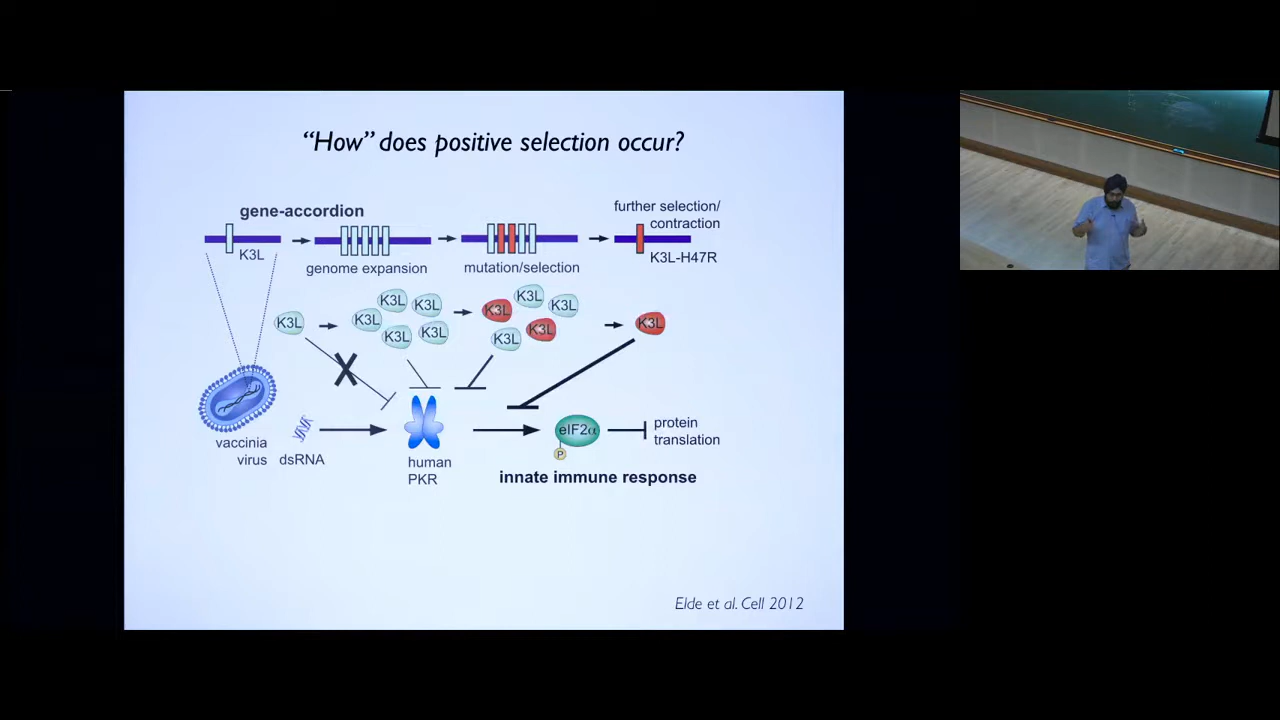 “How” does positive selection occur?
gene-accordion
further selection/
contraction
K3L
genome expansion
mutation/selection
K3L-H47R
K3L
K3L
K3L
K3L
K3L
K3L
K3L
K3L
K3L
K3L
K3L
K3L
eIF2α
P
protein
translation
vaccinia
virus
dsRNA
human
PKR
innate immune response
Elde et al. Cell 2012